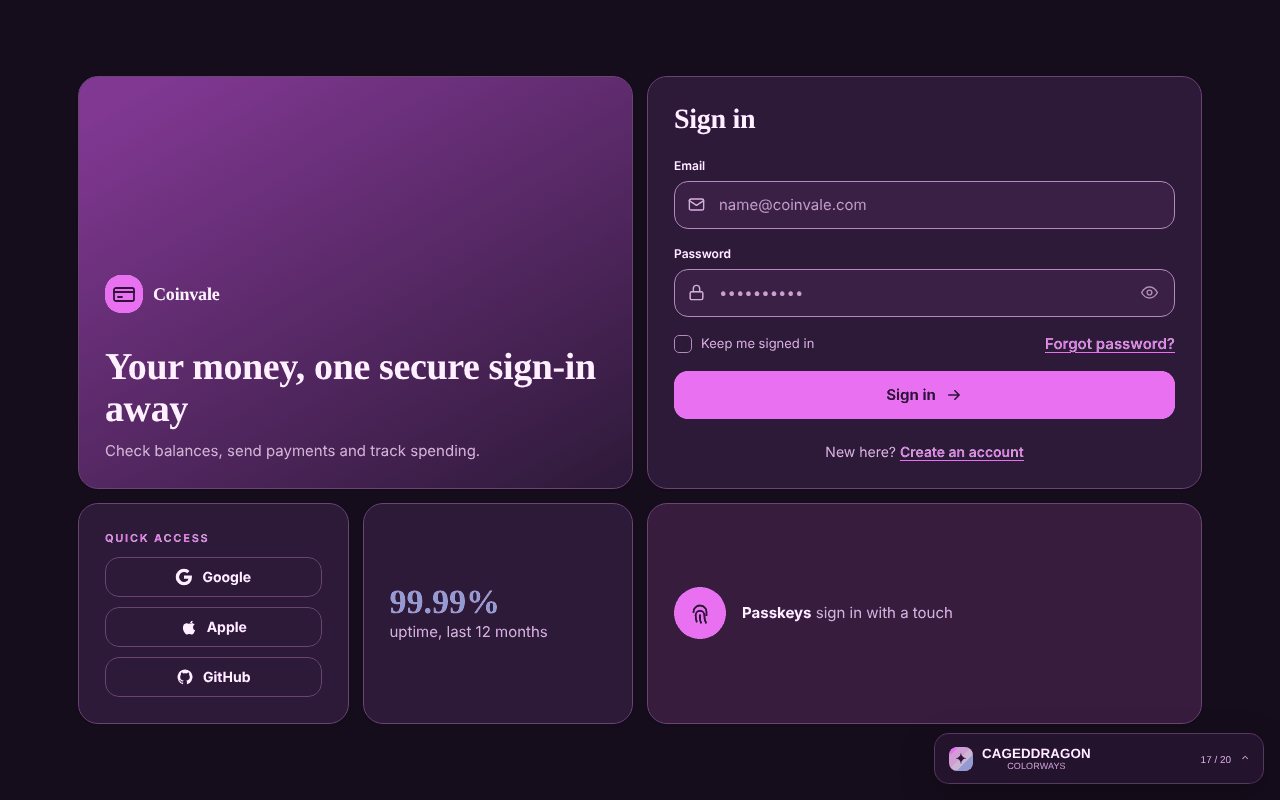 Coinvale
Your money, one secure sign-in
away
Check balances, send payments and track spending.
Sign in
Email
name@coinvale.com
Password
••••••••••
Keep me signed in
Forgot password?
Sign in →
New here? Create an account
QUICK ACCESS
Google
Apple
GitHub
99.99%
uptime, last 12 months
Passkeys sign in with a touch
CAGEDDRAGON
COLORWAYS
17 / 20